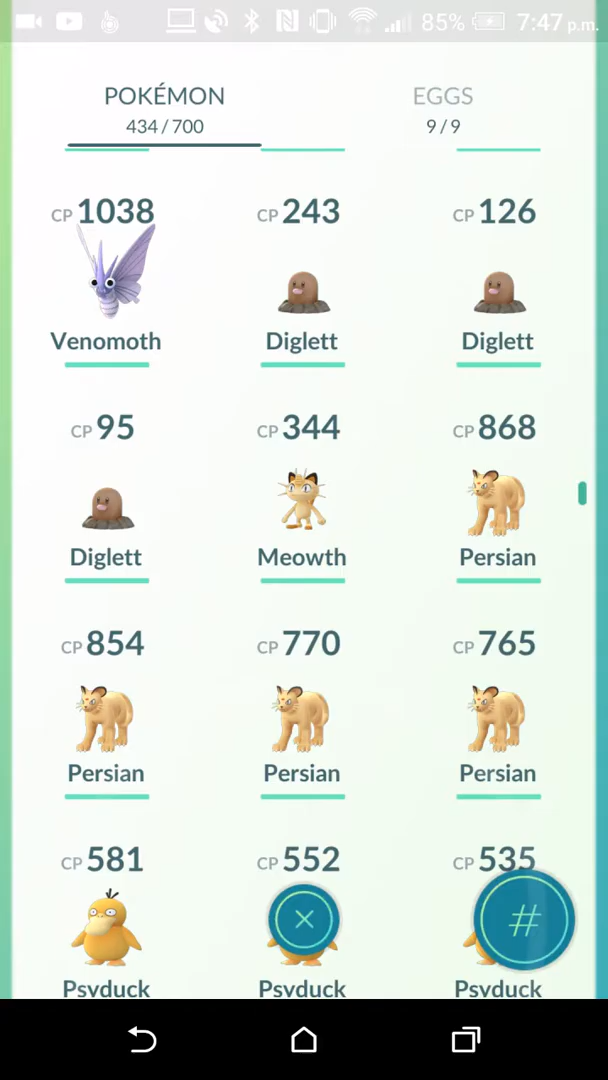 85% 7:47 p.m.
POKÉMON EGGS
434 / 700 9 / 9
CP 1038 CP 243 CP 126
Venomoth Diglett Diglett
CP 95 CP 344 CP 868
Diglett Meowth Persian
CP 854 CP 770 CP 765
Persian Persian Persian
CP 581 CP 552 CP 535
#
Psyduck Psyduck Psyduck